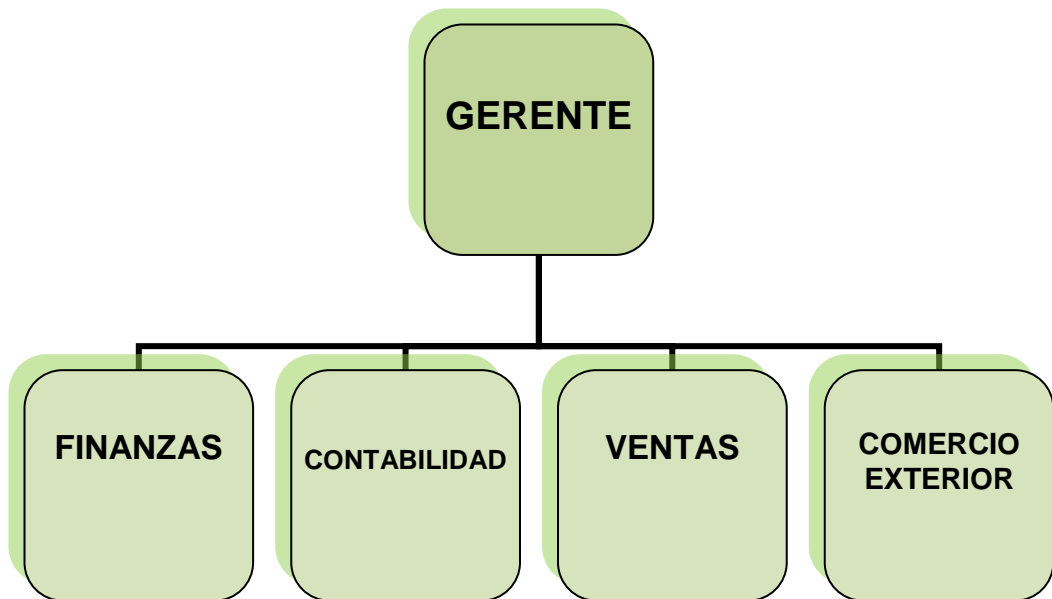 GERENTE
FINANZAS
CONTABILIDAD
VENTAS
COMERCIO
EXTERIOR